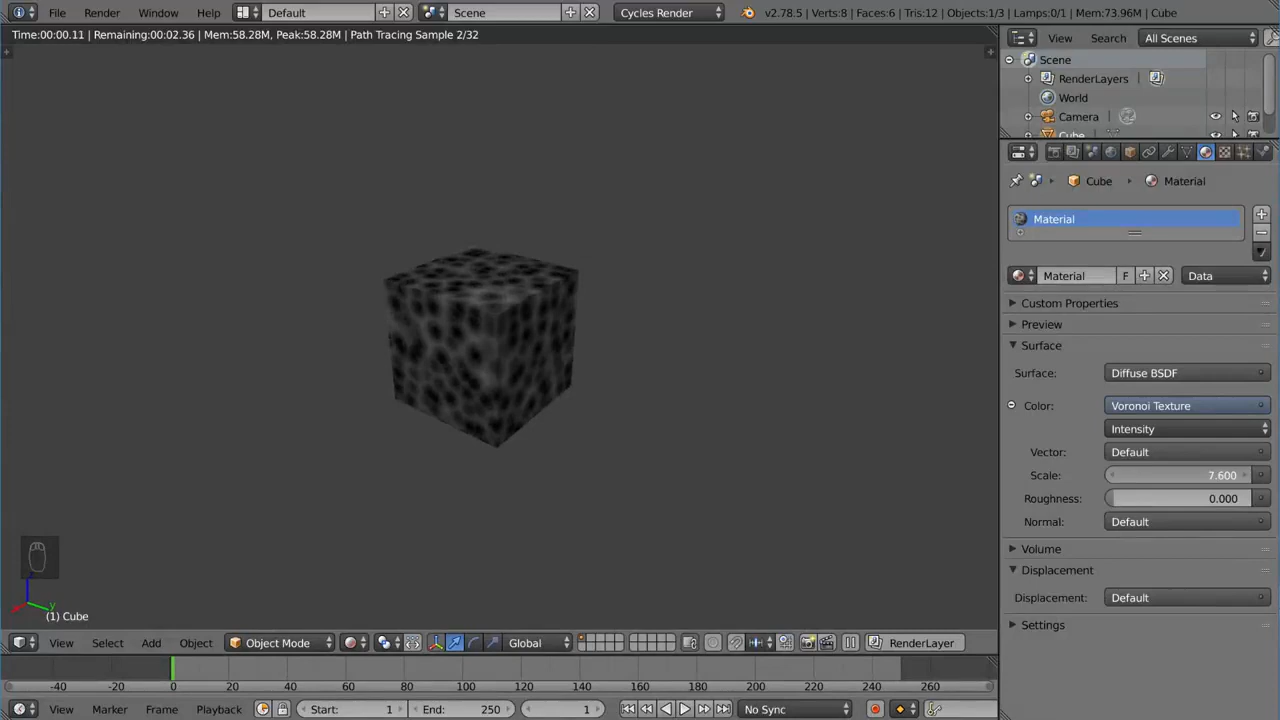 File Render Window Help Default Scene Cycles Render v2.78.5 | Verts:8 | Faces:6 | Tris:12 | Objects:1/3 | Lamps:0/1 | Mem:73.96M | Cube
Time:00:00.11 | Remaining:00:02.36 | Mem:58.28M, Peak:58.28M | Path Tracing Sample 2/32
View Search All Scenes
Scene
RenderLayers
World
Camera
Cube
Cube Material
Material
Material F Data
Custom Properties
Preview
Surface
Surface: Diffuse BSDF
Color: Voronoi Texture
Intensity
Vector: Default
Scale: 7.600
Roughness: 0.000
Normal: Default
Volume
Displacement
Displacement: Default
Settings
y
(1) Cube
View Select Add Object Object Mode Global RenderLayer
-40 -20 0 20 40 60 80 100 120 140 160 180 200 220 240 260
View Marker Frame Playback Start: 1 End: 250 1 No Sync